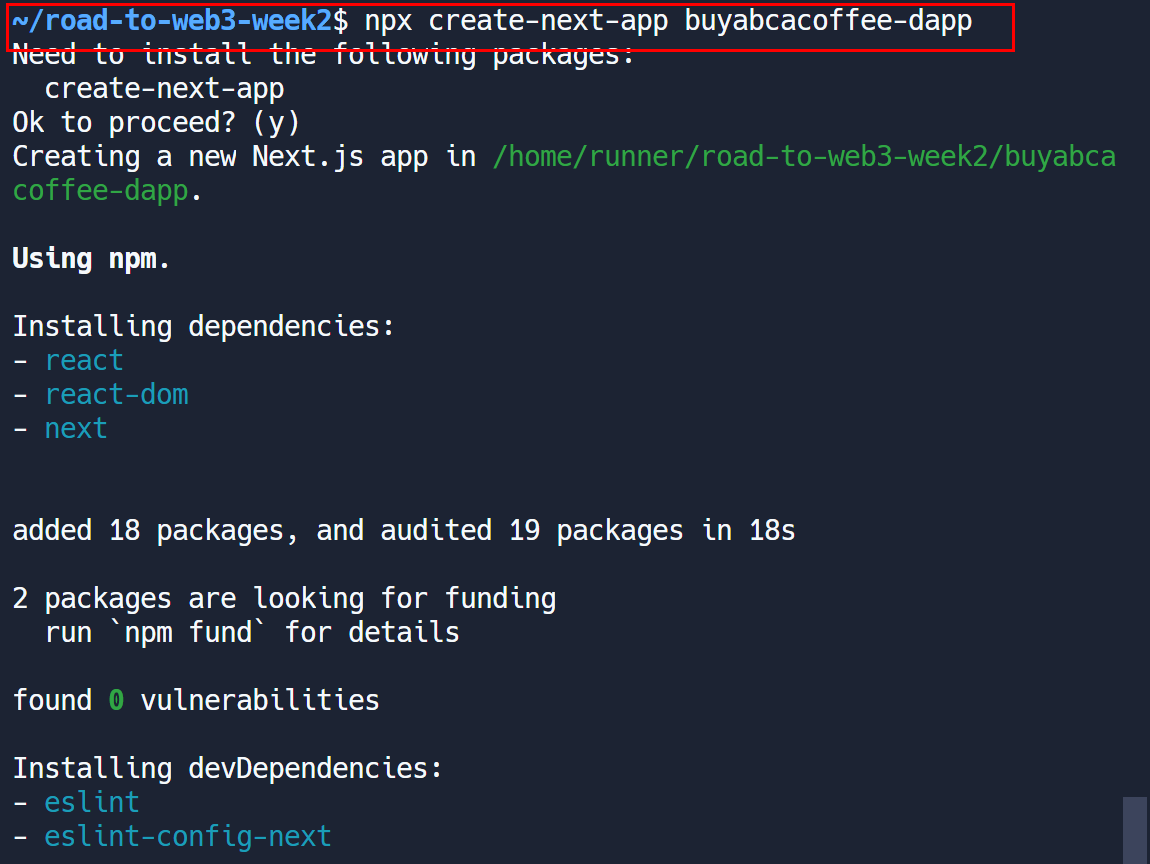 ~/road-to-web3-week2$ npx create-next-app buyabcacoffee-dapp
Need to install the following packages:
  create-next-app
Ok to proceed? (y)
Creating a new Next.js app in /home/runner/road-to-web3-week2/buyabca
coffee-dapp.
Using npm.
Installing dependencies:
- react
- react-dom
- next
added 18 packages, and audited 19 packages in 18s
2 packages are looking for funding
  run `npm fund` for details
found 0 vulnerabilities
Installing devDependencies:
- eslint
- eslint-config-next